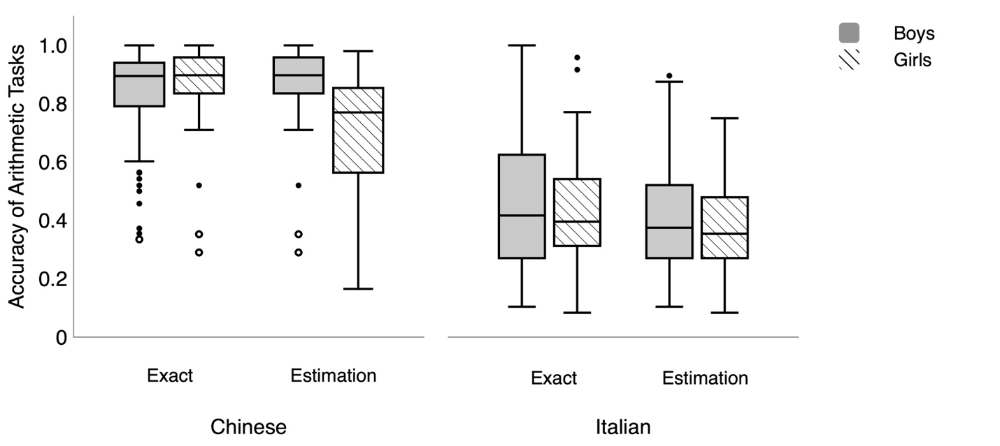 Accuracy of Arithmetic Tasks
1.0
0.8
0.6
0.4
0.2
0
Exact
Estimation
Chinese
Exact
Estimation
Italian
Boys
Girls